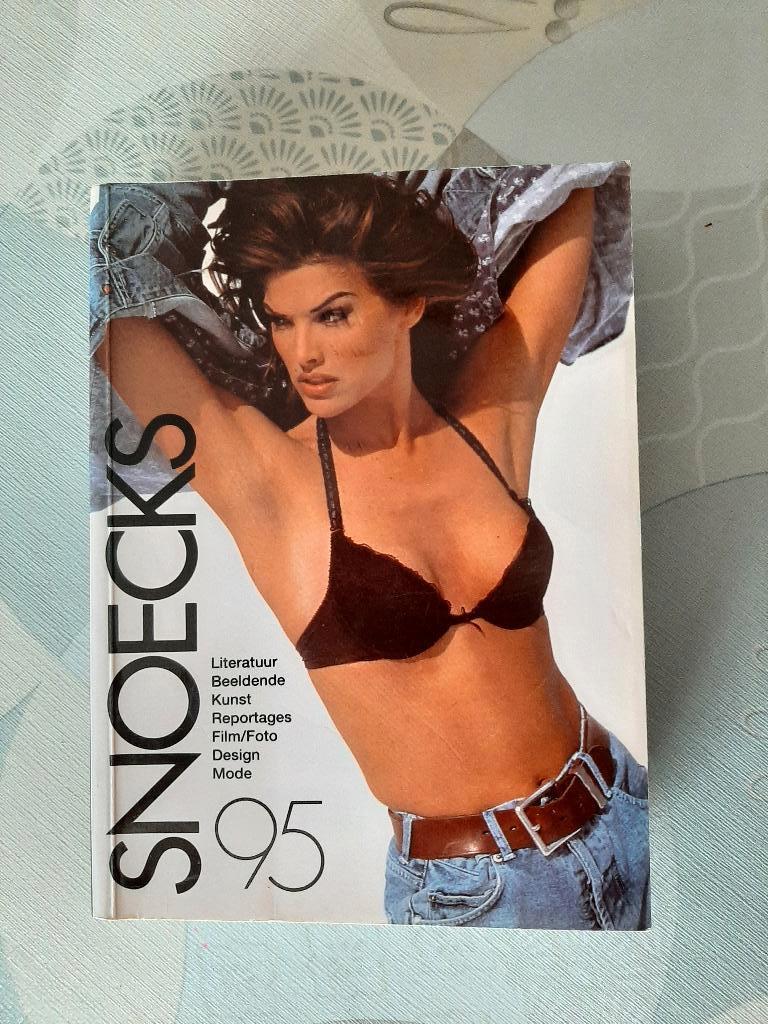 SNOECKS
Literatuur
Beeldende
Kunst
Reportages
Film/Foto
Design
Mode
95